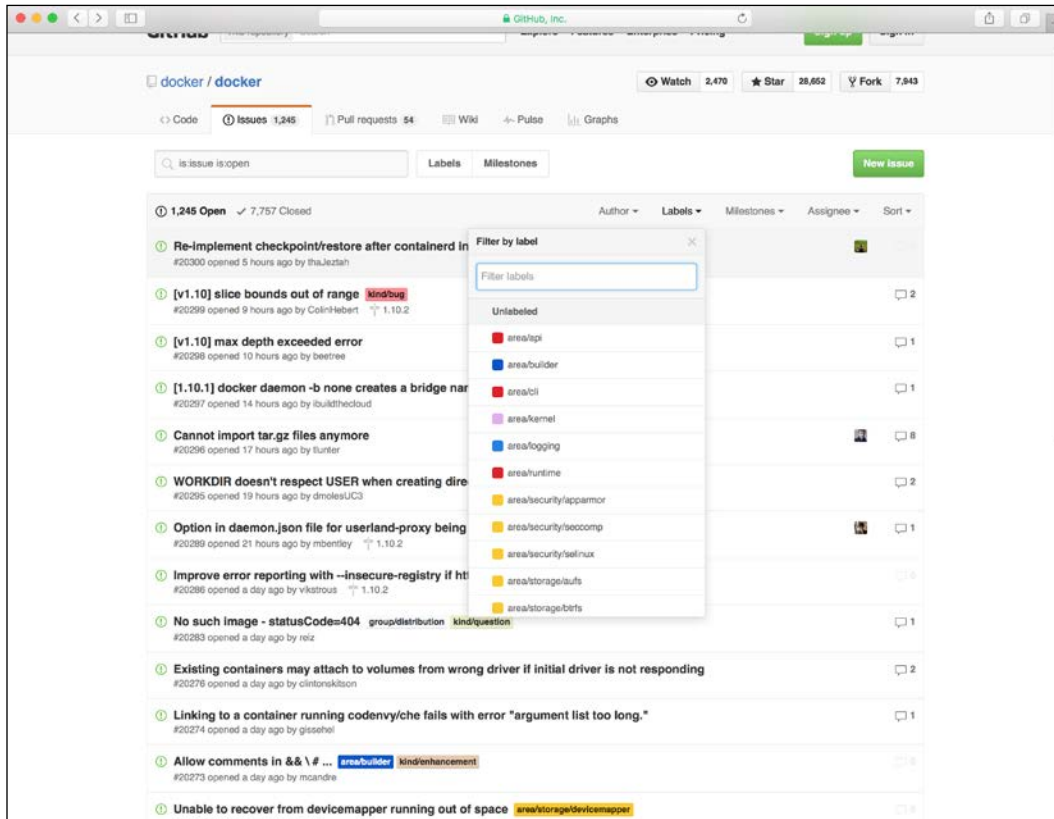 GitHub, Inc.
docker / docker
Watch 2,470 Star 28,652 Fork 7,943
Code Issues 1,245 Pull requests 54 Wiki Pulse Graphs
is:issue is:open Labels Milestones New issue
1,245 Open 7,757 Closed Author Labels Milestones Assignee Sort
Re-implement checkpoint/restore after containerd in
#20300 opened 5 hours ago by thaJeztah
[v1.10] slice bounds out of range kind/bug 2
#20299 opened 9 hours ago by ColinHebert 1.10.2
[v1.10] max depth exceeded error 1
#20298 opened 10 hours ago by beetree
[1.10.1] docker daemon -b none creates a bridge nar 1
#20297 opened 14 hours ago by ibuildthecloud
Cannot import tar.gz files anymore 8
#20296 opened 17 hours ago by tlunter
WORKDIR doesn't respect USER when creating dire 2
#20295 opened 19 hours ago by dmolesUC3
Option in daemon.json file for userland-proxy being 1
#20289 opened 21 hours ago by mbentley 1.10.2
Improve error reporting with --insecure-registry if htt
#20286 opened a day ago by vikstrous 1.10.2
No such image - statusCode=404 group/distribution kind/question 1
#20283 opened a day ago by reiz
Existing containers may attach to volumes from wrong driver if initial driver is not responding 2
#20276 opened a day ago by clintonskitson
Linking to a container running codenvy/che fails with error "argument list too long." 1
#20274 opened a day ago by gissehel
Allow comments in && \ # ... area/builder kind/enhancement
#20273 opened a day ago by mcandre
Unable to recover from devicemapper running out of space area/storage/devicemapper
Filter by label
Filter labels
Unlabeled
area/api
area/builder
area/cli
area/kernel
area/logging
area/runtime
area/security/apparmor
area/security/seccomp
area/security/selinux
area/storage/aufs
area/storage/btrfs